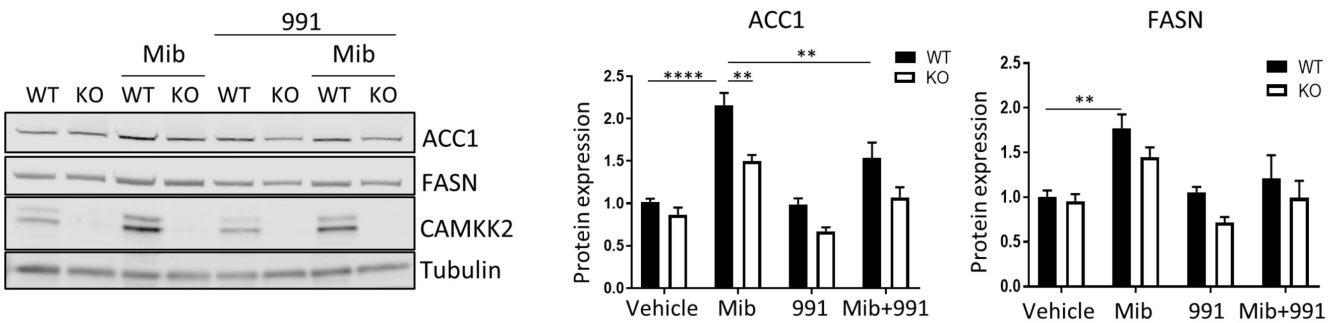 991
Mib Mib
WT KO WT KO WT KO WT KO
ACC1
FASN
CAMKK2
Tubulin
ACC1
WT
KO
**
**** **
Protein expression
2.5
2.0
1.5
1.0
0.5
0.0
Vehicle Mib 991 Mib+991
FASN
WT
KO
**
Protein expression
2.5
2.0
1.5
1.0
0.5
0.0
Vehicle Mib 991 Mib+991